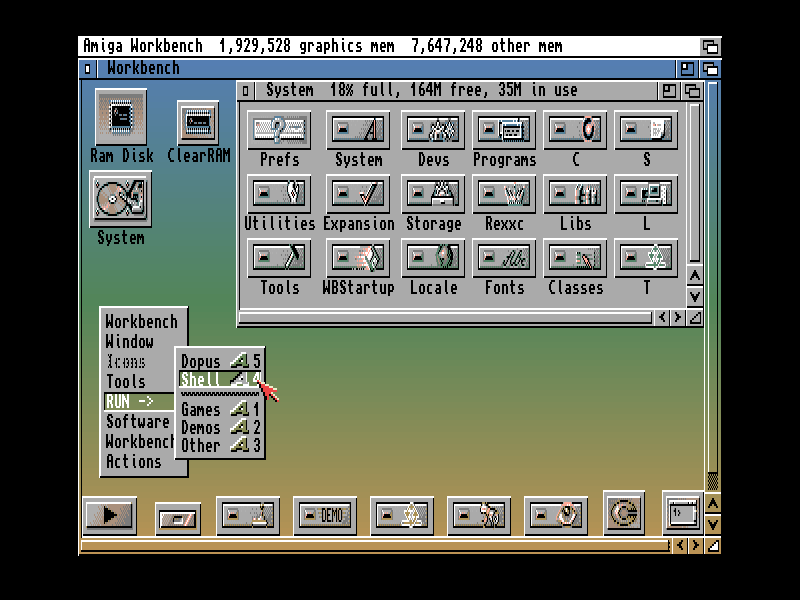 Amiga Workbench 1,929,528 graphics mem 7,647,248 other mem
Workbench
System 18% full, 164M free, 35M in use
Ram Disk ClearRAM
System
Prefs System Devs Programs C S
Utilities Expansion Storage Rexxc Libs L
Tools WBStartup Locale Fonts Classes T
Workbench
Window
Icons
Tools
RUN ->
Software
Workbench
Actions
Dopus A 5
Shell A 4
Games A 1
Demos A 2
Other A 3
DEMO
1>